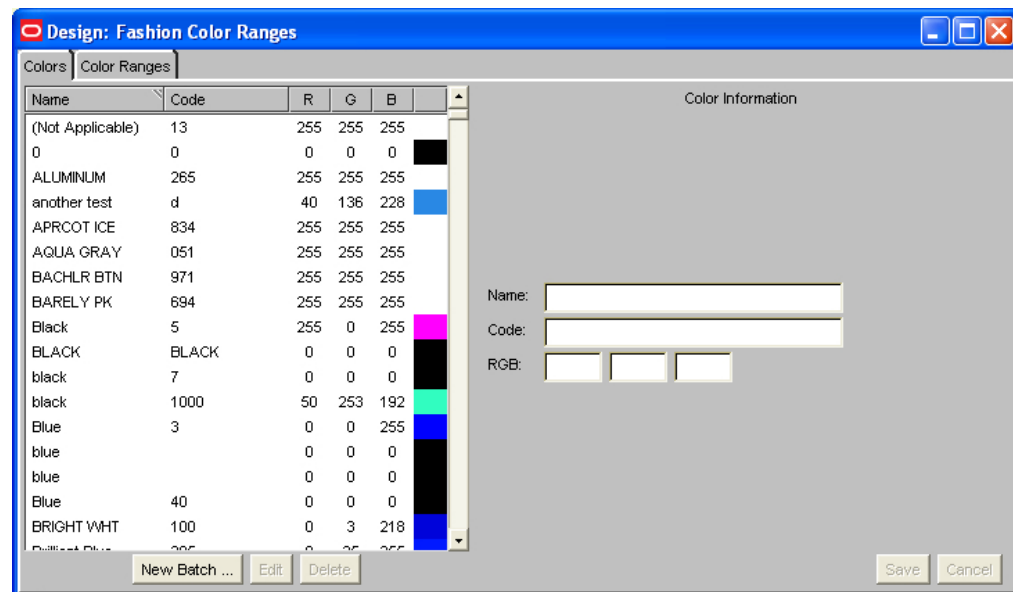 Design: Fashion Color Ranges
Colors Color Ranges
Name Code R G B
(Not Applicable) 13 255 255 255
0 0 0 0 0
ALUMINUM 265 255 255 255
another test d 40 136 228
APRCOT ICE 834 255 255 255
AQUA GRAY 051 255 255 255
BACHLR BTN 971 255 255 255
BARELY PK 694 255 255 255
Black 5 255 0 255
BLACK BLACK 0 0 0
black 7 0 0 0
black 1000 50 253 192
Blue 3 0 0 255
blue 0 0 0
blue 0 0 0
Blue 40 0 0 0
BRIGHT WHT 100 0 3 218
New Batch ... Edit Delete
Color Information
Name:
Code:
RGB:
Save Cancel